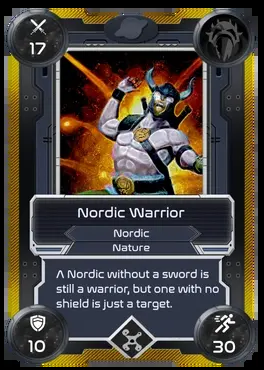 17
Nordic Warrior
Nordic
Nature
A Nordic without a sword is
still a warrior, but one with no
shield is just a target.
10
30